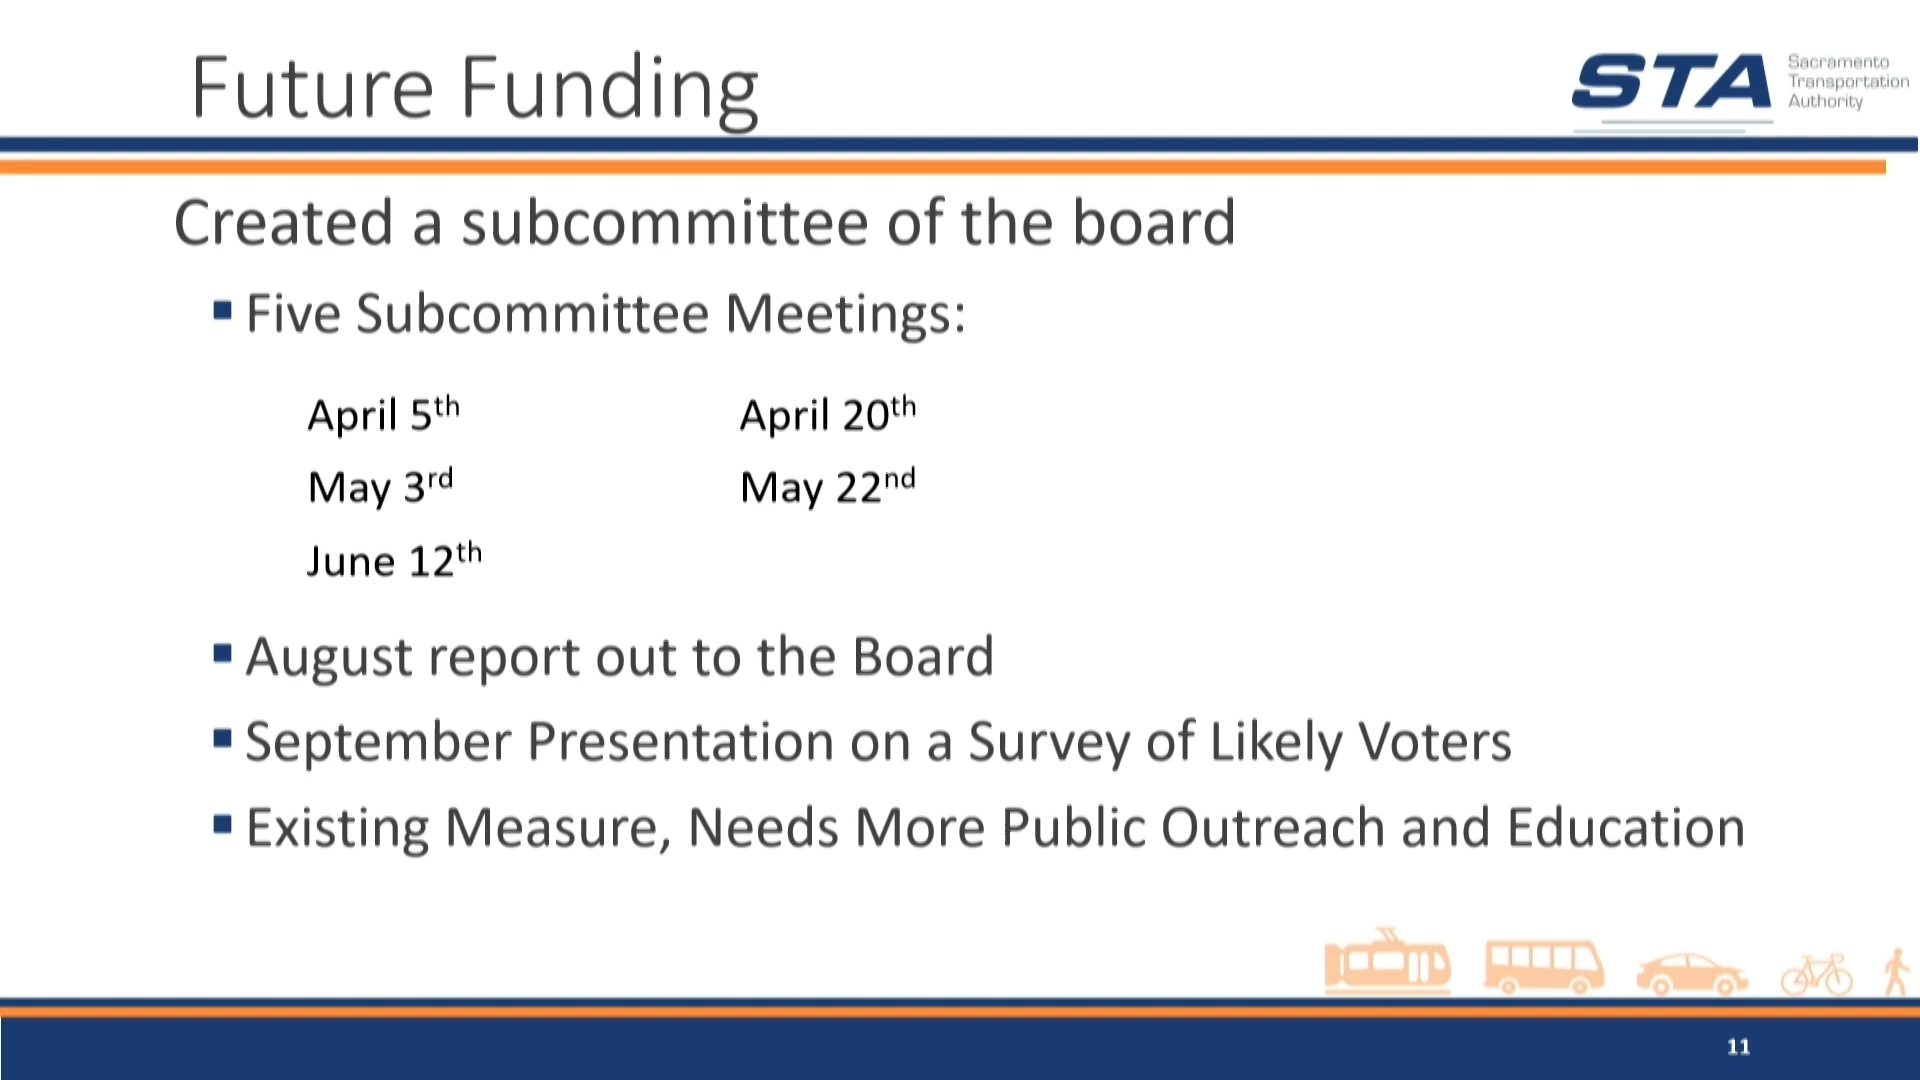 Future Funding
STA
Sacramento
Transportation
Authority
Created a subcommittee of the board
Five Subcommittee Meetings:
April 5th April 20th
May 3rd May 22nd
June 12th
August report out to the Board
September Presentation on a Survey of Likely Voters
Existing Measure, Needs More Public Outreach and Education
11